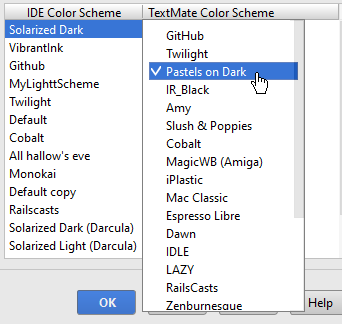 IDE Color Scheme
TextMate Color Scheme
Solarized Dark
VibrantInk
Github
MyLighttScheme
Twilight
Default
Cobalt
All hallow's eve
Monokai
Default copy
Railscasts
Solarized Dark (Darcula)
Solarized Light (Darcula)
GitHub
Twilight
Pastels on Dark
IR_Black
Amy
Slush & Poppies
Cobalt
MagicWB (Amiga)
iPlastic
Mac Classic
Espresso Libre
Dawn
IDLE
LAZY
RailsCasts
Zenburnesque
OK
Help